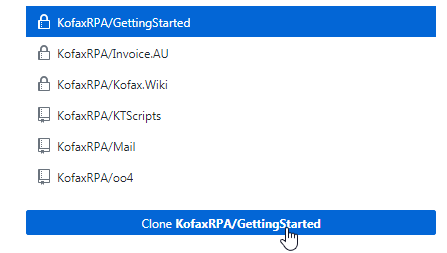 KofaxRPA/GettingStarted
KofaxRPA/Invoice.AU
KofaxRPA/Kofax.Wiki
KofaxRPA/KTScripts
KofaxRPA/Mail
KofaxRPA/oo4
Clone KofaxRPA/GettingStarted